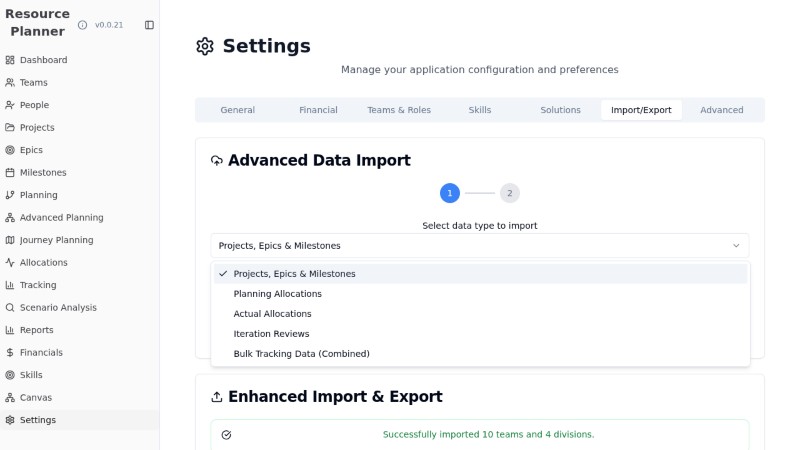 Resource
Planner
v0.0.21
Dashboard
Teams
People
Projects
Epics
Milestones
Planning
Advanced Planning
Journey Planning
Allocations
Tracking
Scenario Analysis
Reports
Financials
Skills
Canvas
Settings
Settings
Manage your application configuration and preferences
General Financial Teams & Roles Skills Solutions Import/Export Advanced
Advanced Data Import
1 2
Select data type to import
Projects, Epics & Milestones
Projects, Epics & Milestones
Planning Allocations
Actual Allocations
Iteration Reviews
Bulk Tracking Data (Combined)
Enhanced Import & Export
Successfully imported 10 teams and 4 divisions.